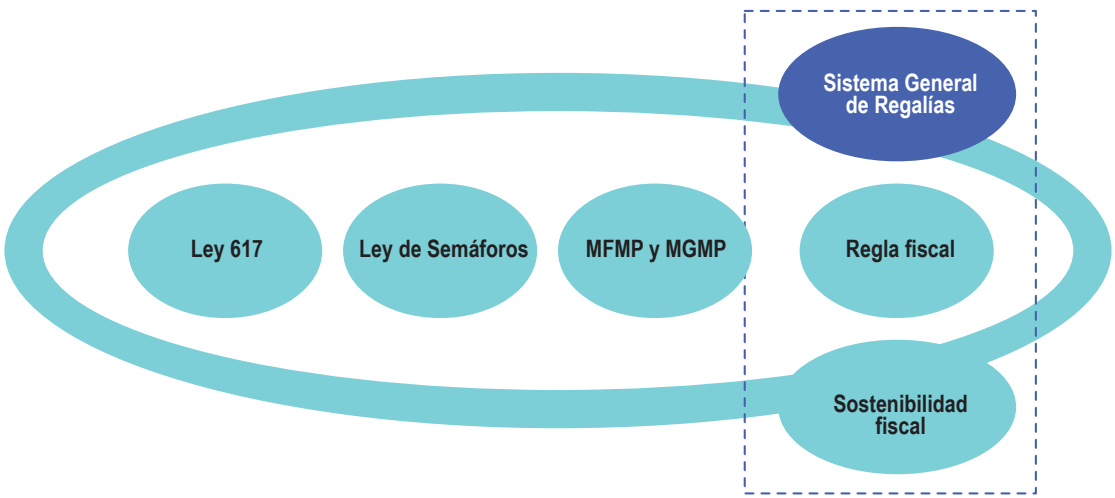 Sistema General
de Regalías
Ley 617
Ley de Semáforos
MFMP y MGMP
Regla fiscal
Sostenibilidad
fiscal